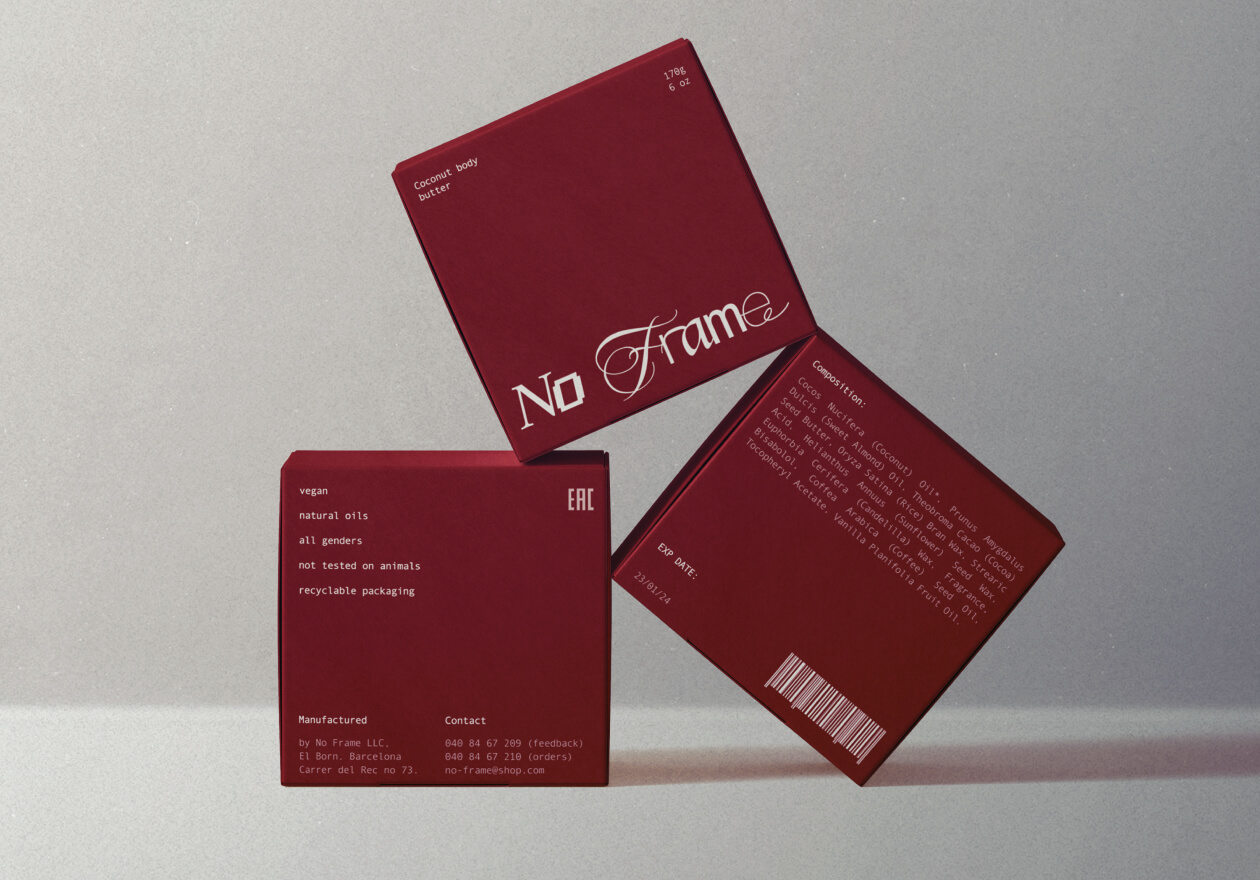 170g
6 oz
Coconut body
butter
No Frame
vegan
natural oils
all genders
not tested on animals
recyclable packaging
EAC
Manufactured
by No Frame LLC,
El Born. Barcelona
Carrer del Rec no 73.
Contact
040 84 67 209 (feedback)
040 84 67 210 (orders)
no-frame@shop.com
Composition:
Cocos Nucifera (Coconut) Oil*, Prunus Amygdalus
Dulcis (Sweet Almond) Oil, Theobroma Cacao (Cocoa)
Seed Butter, Oryza Satina (Rice) Bran Wax, Strearic
Acid, Helianthus Annuus (Sunflower) Seed Wax,
Euphorbia Cerifera (Candelilla) Wax, Fragrance,
Bisabolol, Coffea Arabica (Coffee) Seed Oil,
Tocopheryl Acetate, Vanilla Planifolia Fruit Oil.
EXP DATE:
23/01/24